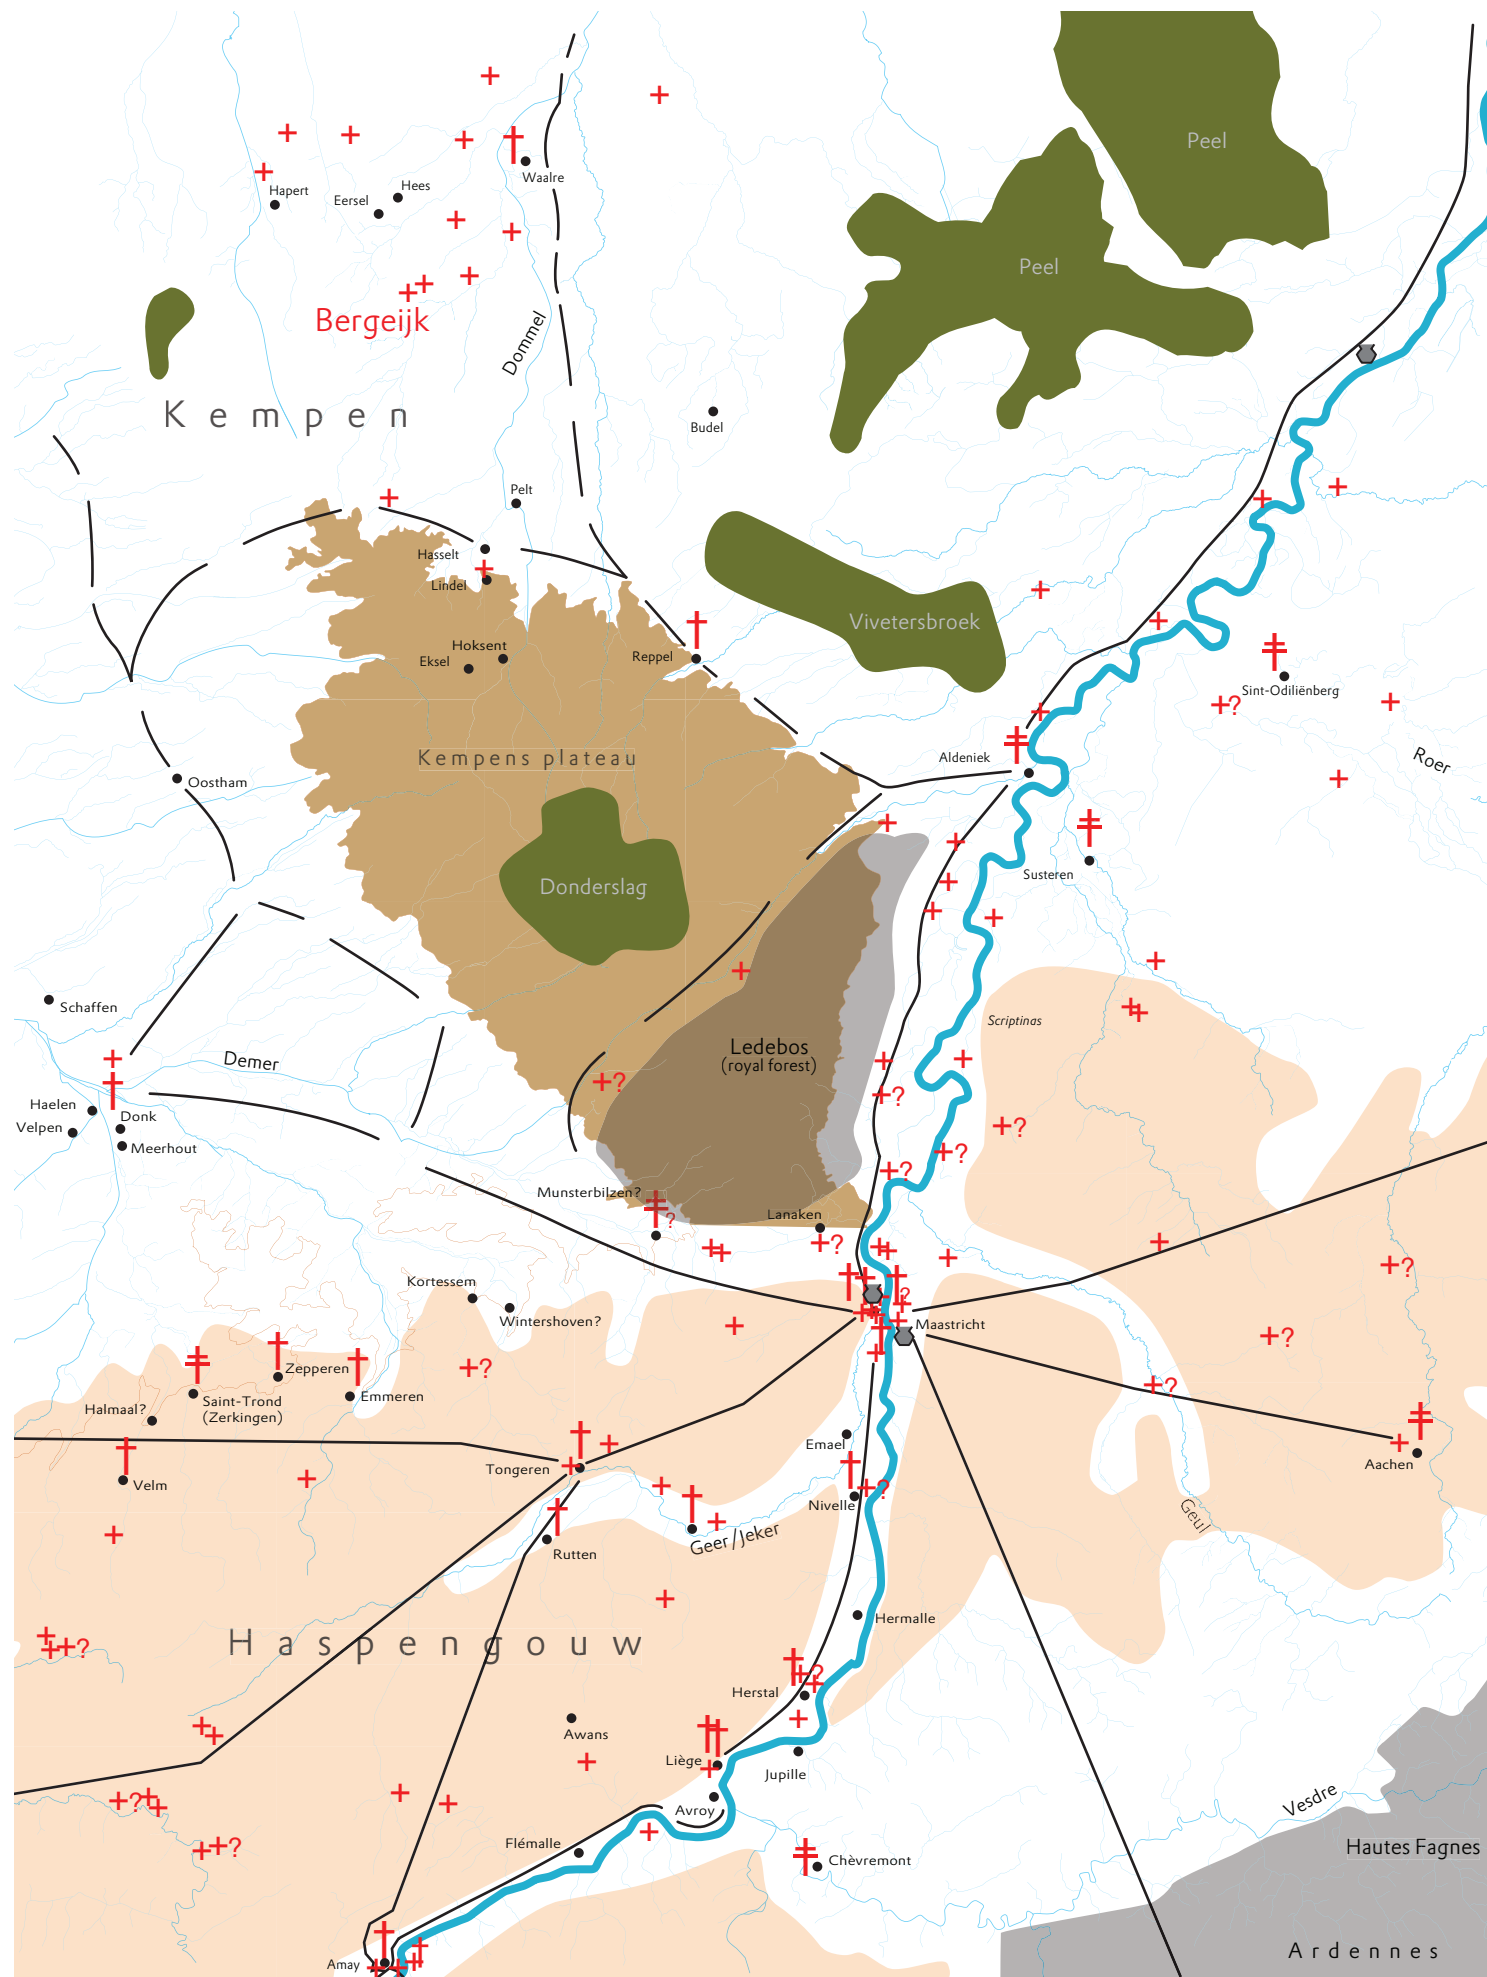 Peel
Waalre
Hees
Hapert
Eersel
Peel
Bergeijk
Dommel
Kempen
Budel
Pelt
Hasselt
Lindel
Vivetersbroek
Hoksent
Eksel
Reppel
Sint-Odiliënberg
?
Kempens plateau
Aldeniek
Roer
Oostham
Donderslag
Susteren
Schaffen
Scriptinas
Ledebos
(royal forest)
Demer
?
?
Haelen
Donk
Velpen
Meerhout
?
?
?
Munsterbilzen?
?
Lanaken
?
?
Kortessem
Wintershoven?
?
Maastricht
?
Zepperen
?
Emmeren
?
Saint-Trond
(Zerkingen)
Halmaal?
Emael
Tongeren
Aachen
Velm
?
Nivelle
Geul
Geer/Jeker
Rutten
Hermalle
Haspengouw
?
?
Herstal
Awans
Liège
Jupille
?
Avroy
Vesdre
Flémalle
?
Hautes Fagnes
Chèvremont
Ardennes
Amay